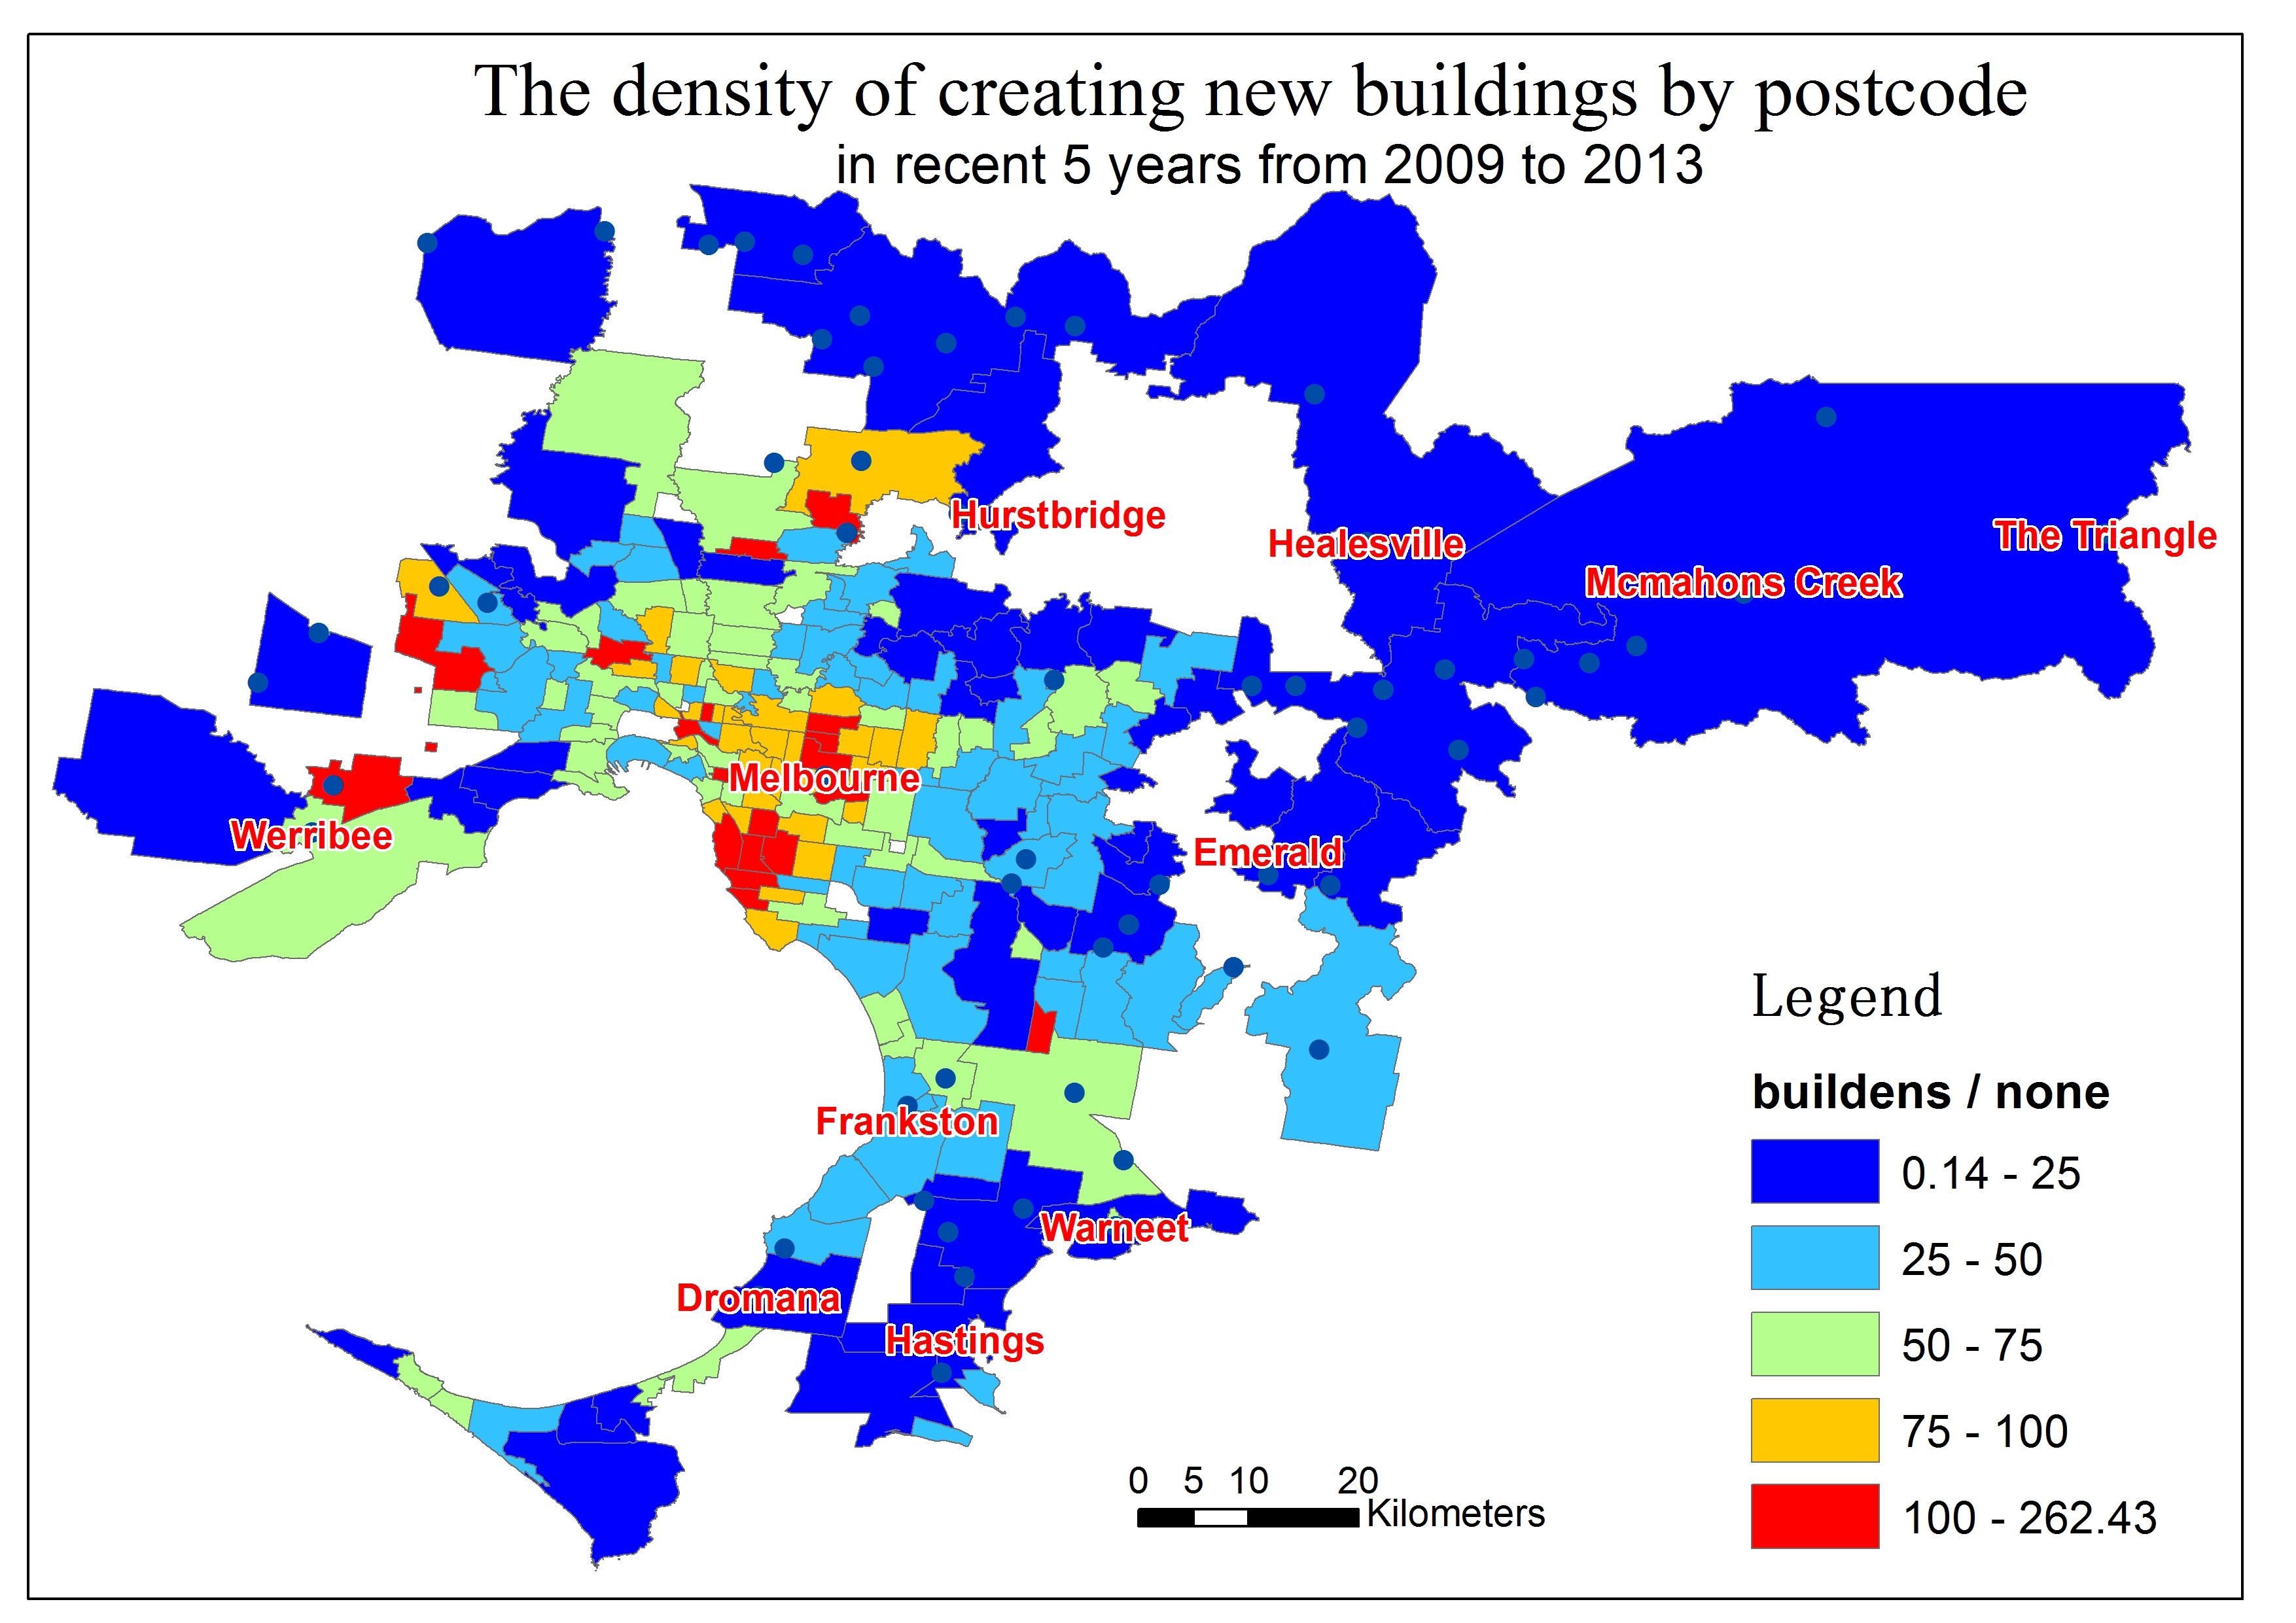 The density of creating new buildings by postcode
in recent 5 years from 2009 to 2013
Hurstbridge
Healesville
The Triangle
Mcmahons Creek
Melbourne
Werribee
Emerald
Frankston
Warneet
Dromana
Hastings
Legend
buildens / none
0.14 - 25
25 - 50
50 - 75
75 - 100
100 - 262.43
0 5 10 20
Kilometers